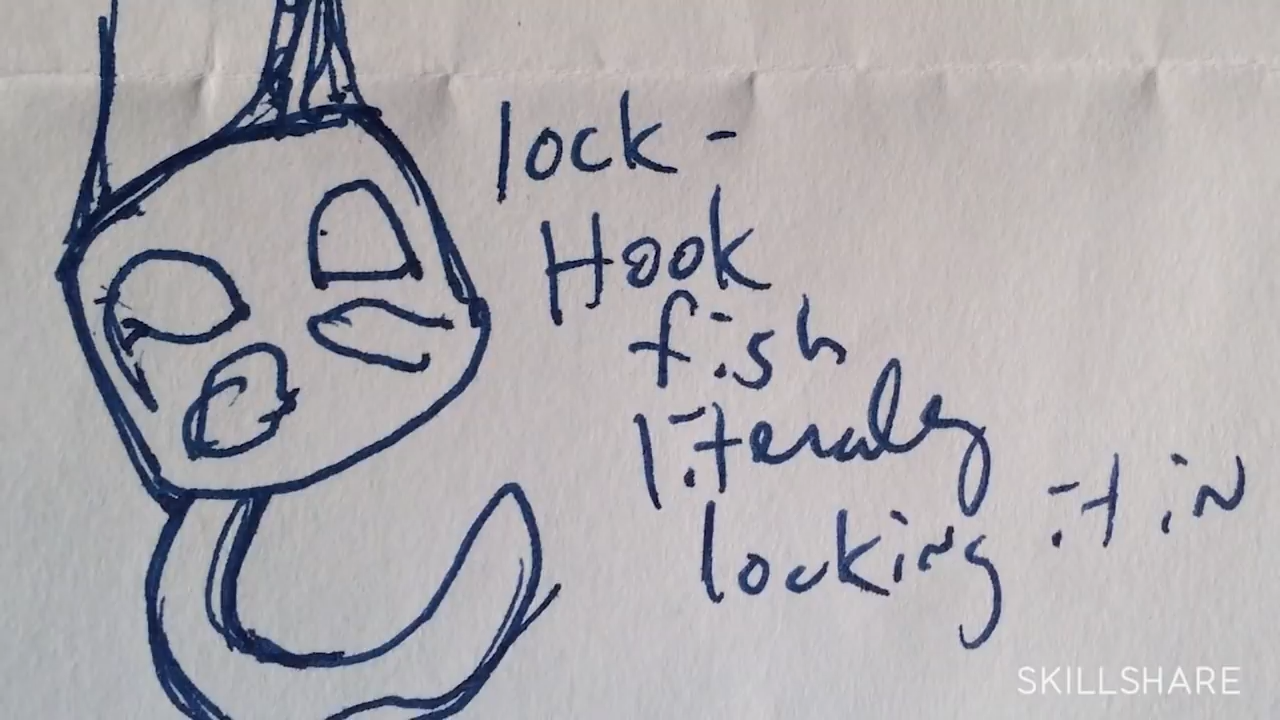 lock -
Hook
fish
literaly
locking it in
SKILLSHARE